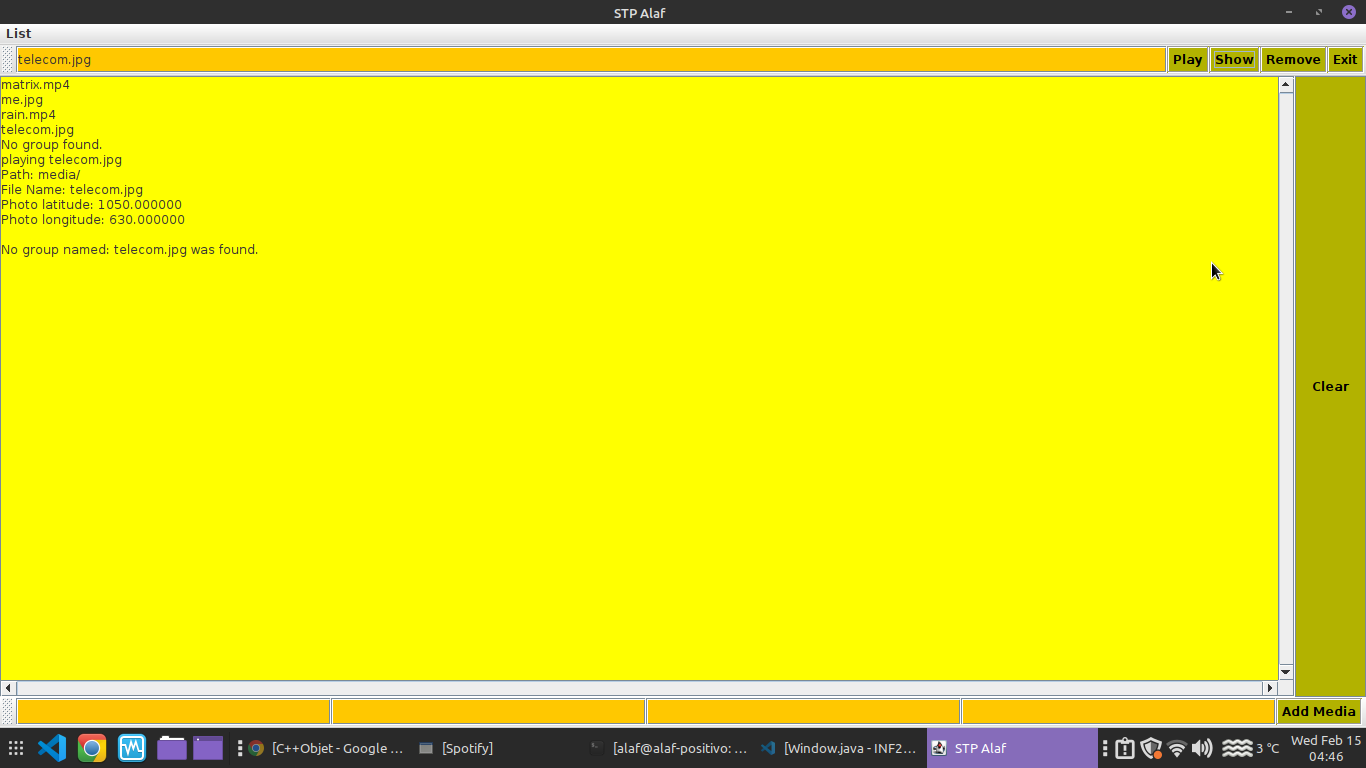 STP Alaf
List
telecom.jpg Play Show Remove Exit
matrix.mp4
me.jpg
rain.mp4
telecom.jpg
No group found.
playing telecom.jpg
Path: media/
File Name: telecom.jpg
Photo latitude: 1050.000000
Photo longitude: 630.000000
No group named: telecom.jpg was found.
Clear
Add Media
[C++Objet - Google ... [Spotify] [alaf@alaf-positivo: ... [Window.java - INF2... STP Alaf 3 °C Wed Feb 15
04:46